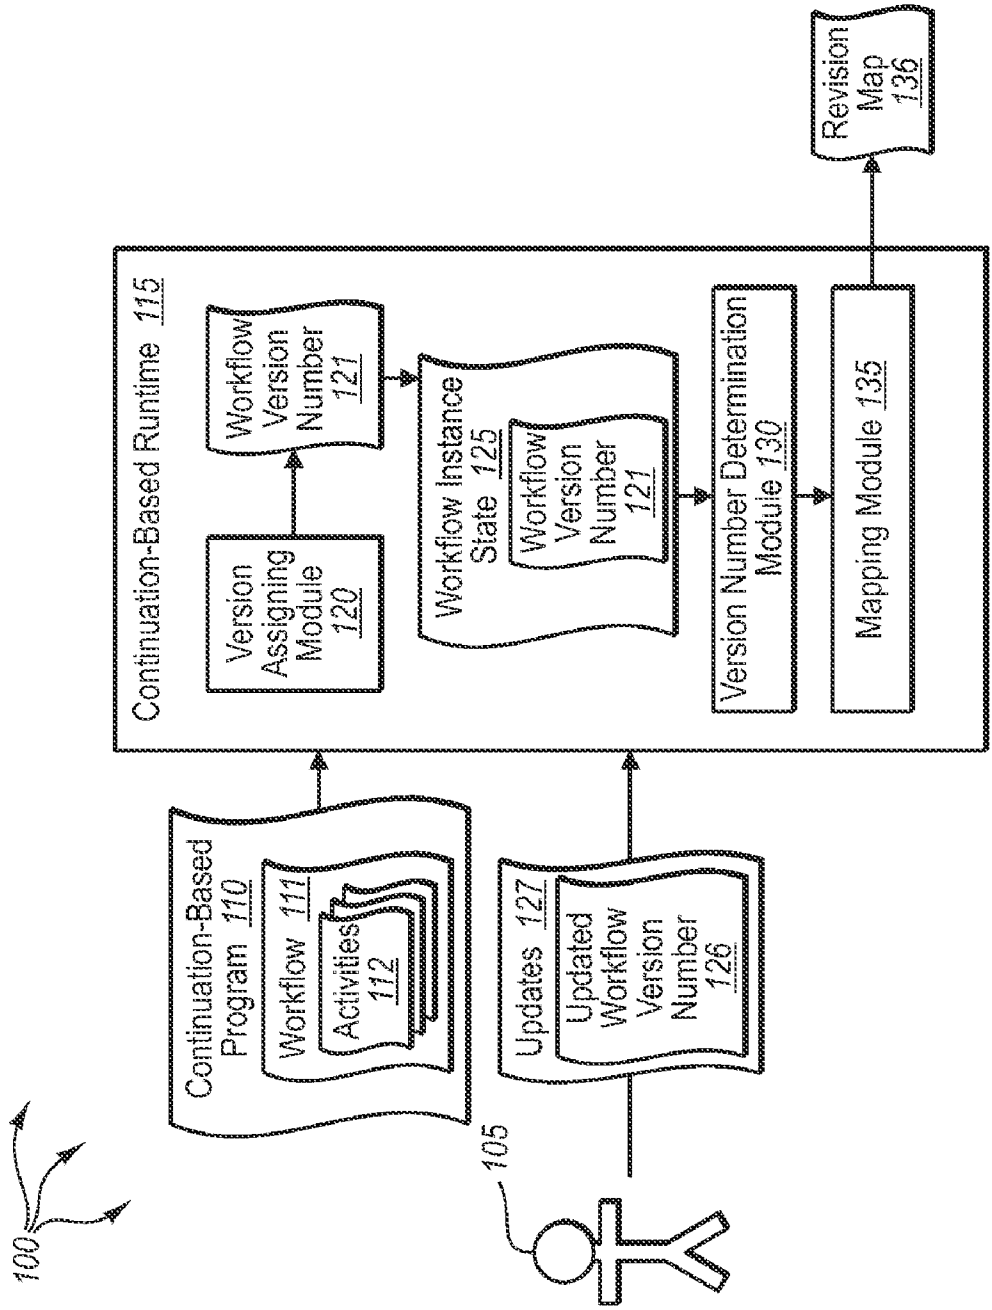 100
105
Continuation-Based
Program 110
Workflow 111
Activities
112
Updates 127
Updated
Workflow
Version
Number
126
Continuation-Based Runtime 115
Version
Assigning
Module
120
Workflow
Version
Number
121
Workflow Instance
State 125
Workflow
Version
Number
121
Version Number Determination
Module 130
Mapping Module 135
Revision
Map
136